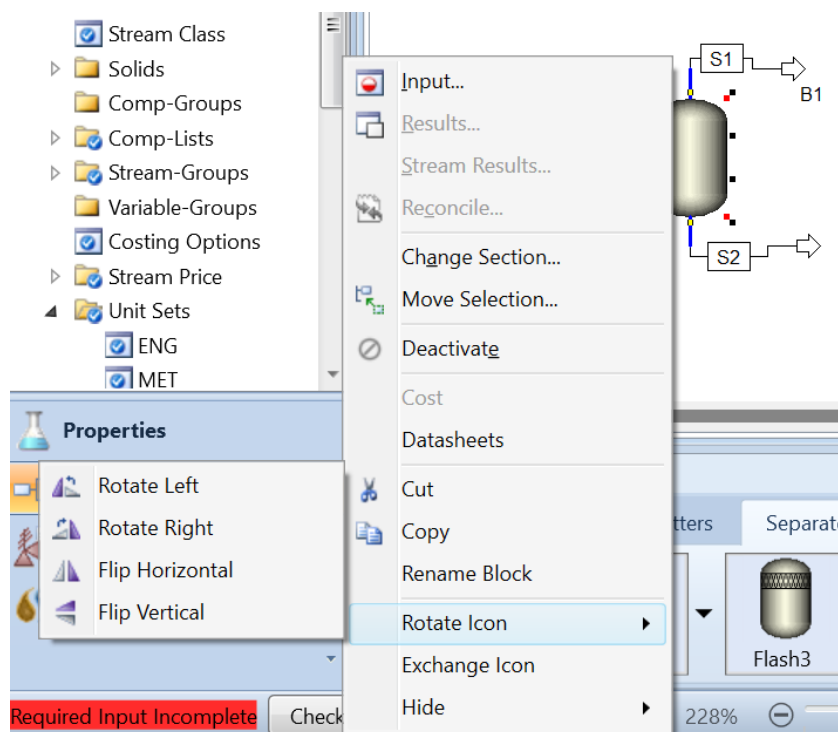 Stream Class
Solids
Comp-Groups
Comp-Lists
Stream-Groups
Variable-Groups
Costing Options
Stream Price
Unit Sets
ENG
MET
Properties
Rotate Left
Rotate Right
Flip Horizontal
Flip Vertical
Required Input Incomplete
Check
Input...
Results...
Stream Results...
Reconcile...
Change Section...
Move Selection...
Deactivate
Cost
Datasheets
Cut
Copy
Rename Block
Rotate Icon
Exchange Icon
Hide
S1
B1
S2
tters Separat
Flash3
228%